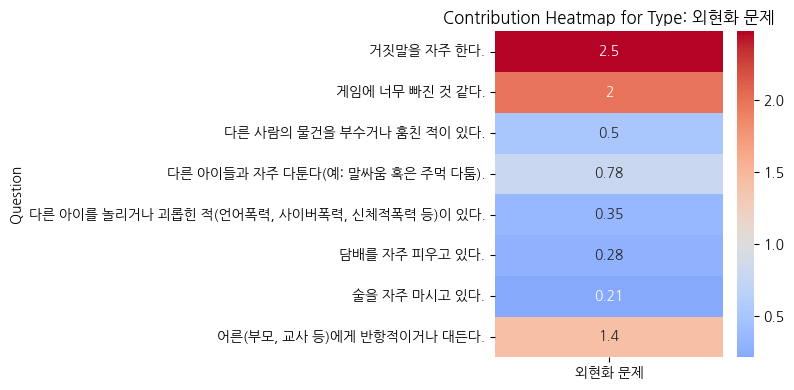 Contribution Heatmap for Type: 외현화 문제
Question
거짓말을 자주 한다.
2.5
게임에 너무 빠진 것 같다.
2
다른 사람의 물건을 부수거나 훔친 적이 있다.
0.5
다른 아이들과 자주 다툰다(예: 말싸움 혹은 주먹 다툼).
0.78
다른 아이를 놀리거나 괴롭힌 적(언어폭력, 사이버폭력, 신체적폭력 등)이 있다.
0.35
담배를 자주 피우고 있다.
0.28
술을 자주 마시고 있다.
0.21
어른(부모, 교사 등)에게 반항적이거나 대든다.
1.4
외현화 문제
2.0
1.5
1.0
0.5